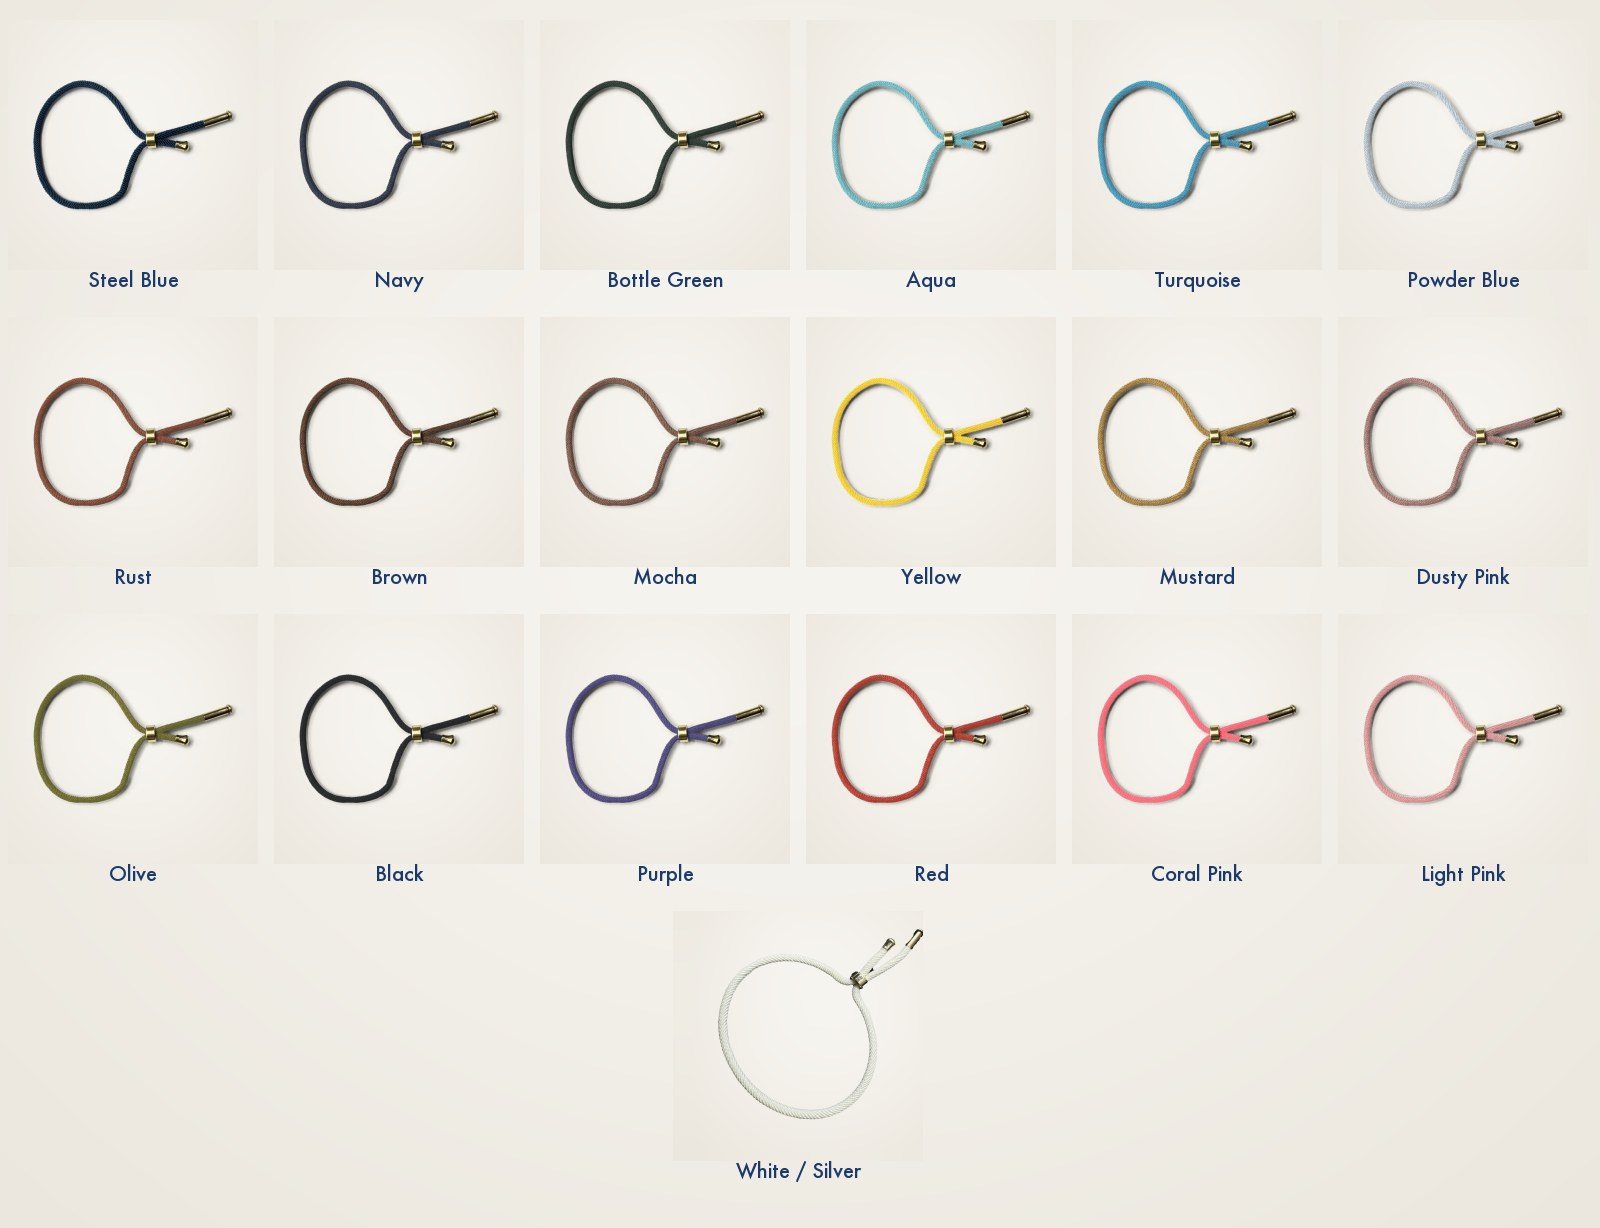 Steel Blue
Navy
Bottle Green
Aqua
Turquoise
Powder Blue
Rust
Brown
Mocha
Yellow
Mustard
Dusty Pink
Olive
Black
Purple
Red
Coral Pink
Light Pink
White / Silver